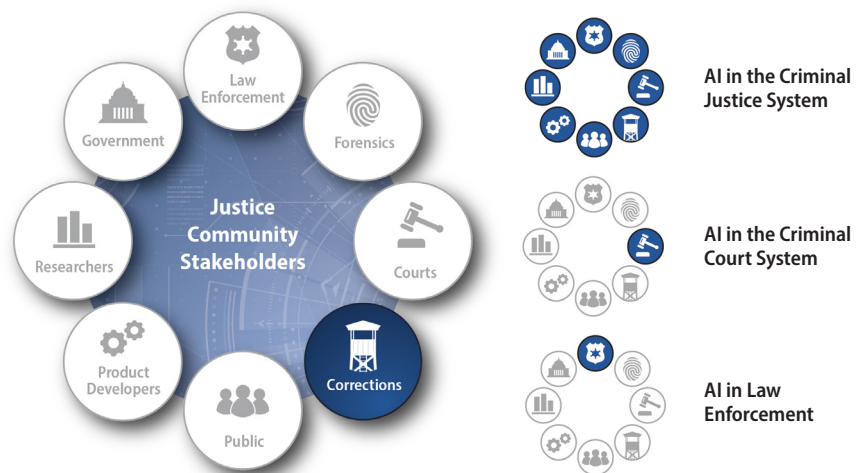 Law
Enforcement
Government
Forensics
Justice
Community
Stakeholders
Researchers
Courts
Product
Developers
Corrections
Public
AI in the Criminal
Justice System
AI in the Criminal
Court System
AI in Law
Enforcement